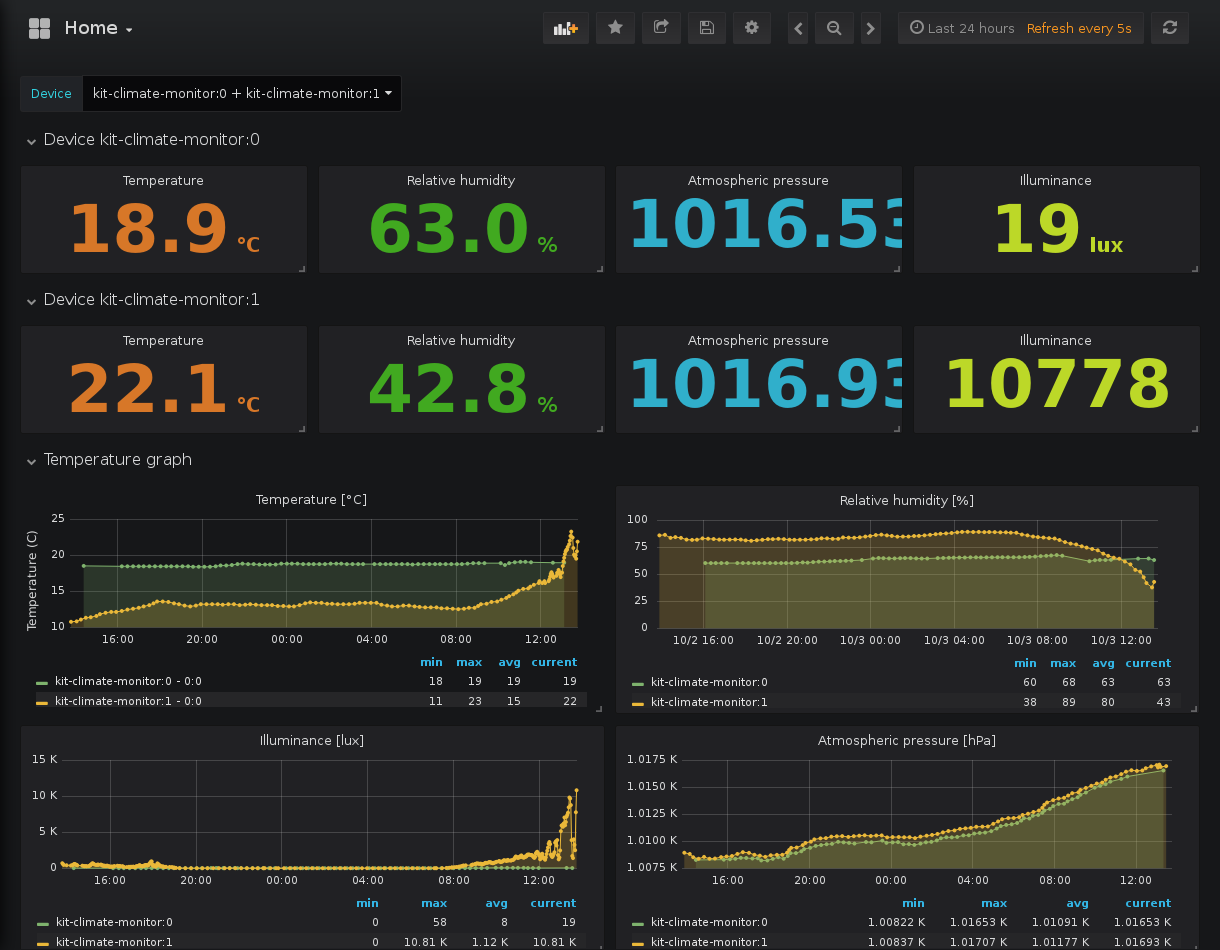 Home
Last 24 hours Refresh every 5s
Device kit-climate-monitor:0 + kit-climate-monitor:1
Device kit-climate-monitor:0
Temperature Relative humidity Atmospheric pressure Illuminance
18.9 °C 63.0 % 1016.53 19 lux
Device kit-climate-monitor:1
Temperature Relative humidity Atmospheric pressure Illuminance
22.1 °C 42.8 % 1016.93 10778
Temperature graph
Temperature [°C]
Temperature (C)
25
20
15
10
16:00 20:00 00:00 04:00 08:00 12:00
min max avg current
kit-climate-monitor:0 - 0:0 18 19 19 19
kit-climate-monitor:1 - 0:0 11 23 15 22
Relative humidity [%]
100
75
50
25
0
10/2 16:00 10/2 20:00 10/3 00:00 10/3 04:00 10/3 08:00 10/3 12:00
min max avg current
kit-climate-monitor:0 60 68 63 63
kit-climate-monitor:1 38 89 80 43
Illuminance [lux]
15 K
10 K
5 K
0
16:00 20:00 00:00 04:00 08:00 12:00
min max avg current
kit-climate-monitor:0 0 58 8 19
kit-climate-monitor:1 0 10.81 K 1.12 K 10.81 K
Atmospheric pressure [hPa]
1.0175 K
1.0150 K
1.0125 K
1.0100 K
1.0075 K
16:00 20:00 00:00 04:00 08:00 12:00
min max avg current
kit-climate-monitor:0 1.00822 K 1.01653 K 1.01091 K 1.01653 K
kit-climate-monitor:1 1.00837 K 1.01707 K 1.01177 K 1.01693 K